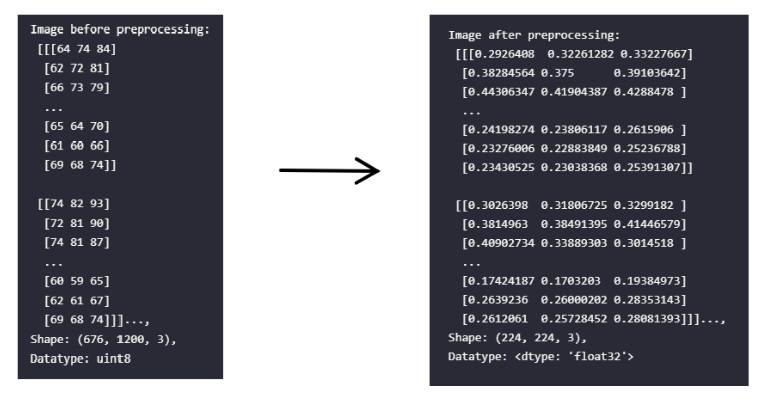 Image before preprocessing:
[[[64 74 84]
[62 72 81]
[66 73 79]
...
[65 64 70]
[61 60 66]
[69 68 74]]
[[74 82 93]
[72 81 90]
[74 81 87]
...
[60 59 65]
[62 61 67]
[69 68 74]]]...,
Shape: (676, 1200, 3),
Datatype: uint8
Image after preprocessing:
[[[0.2926408  0.32261282 0.33227667]
[0.38284564 0.375      0.39103642]
[0.44306347 0.41904387 0.4288478 ]
...
[0.24198274 0.23806117 0.2615906 ]
[0.23276006 0.22883849 0.25236788]
[0.23430525 0.23038368 0.25391307]]
[[0.3026398  0.31806725 0.3299182 ]
[0.3814963  0.38491395 0.41446579]
[0.40902734 0.33889303 0.3014518 ]
...
[0.17424187 0.1703203  0.19384973]
[0.2639236  0.26000202 0.28353143]
[0.2612061  0.25728452 0.28081393]]]...,
Shape: (224, 224, 3),
Datatype: <dtype: 'float32'>